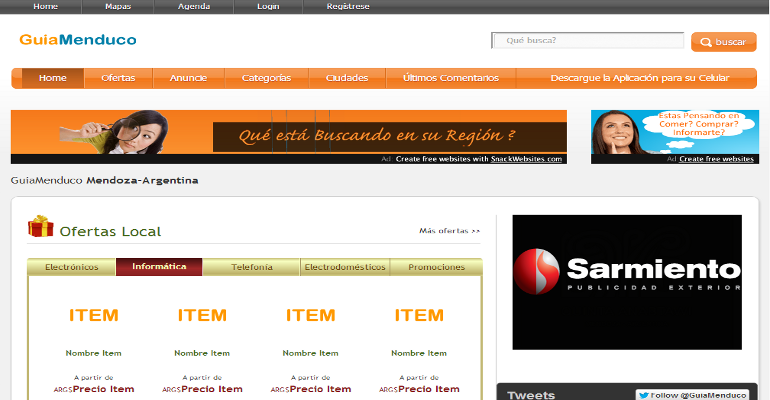 Home Mapas Agenda Login Regístrese
GuiaMenduco
Qué busca?
buscar
Home Ofertas Anuncie Categorías Ciudades Últimos Comentarios Descargue la Aplicación para su Celular
Qué está Buscando en su Región ?
Estas Pensando en
Comer? Comprar?
Informarte?
Ad: Create free websites with SnackWebsites.com
Ad: Create free websites
GuiaMenduco Mendoza-Argentina
Ofertas Local
Más ofertas >>
Electrónicos Informática Telefonía Electrodomésticos Promociones
ITEM ITEM ITEM ITEM
Nombre Item Nombre Item Nombre Item Nombre Item
A partir de A partir de A partir de A partir de
ARG$Precio Item ARG$Precio Item ARG$Precio Item ARG$Precio Item
Sarmiento
PUBLICIDAD EXTERIOR
Tweets
Follow @GuiaMenduco